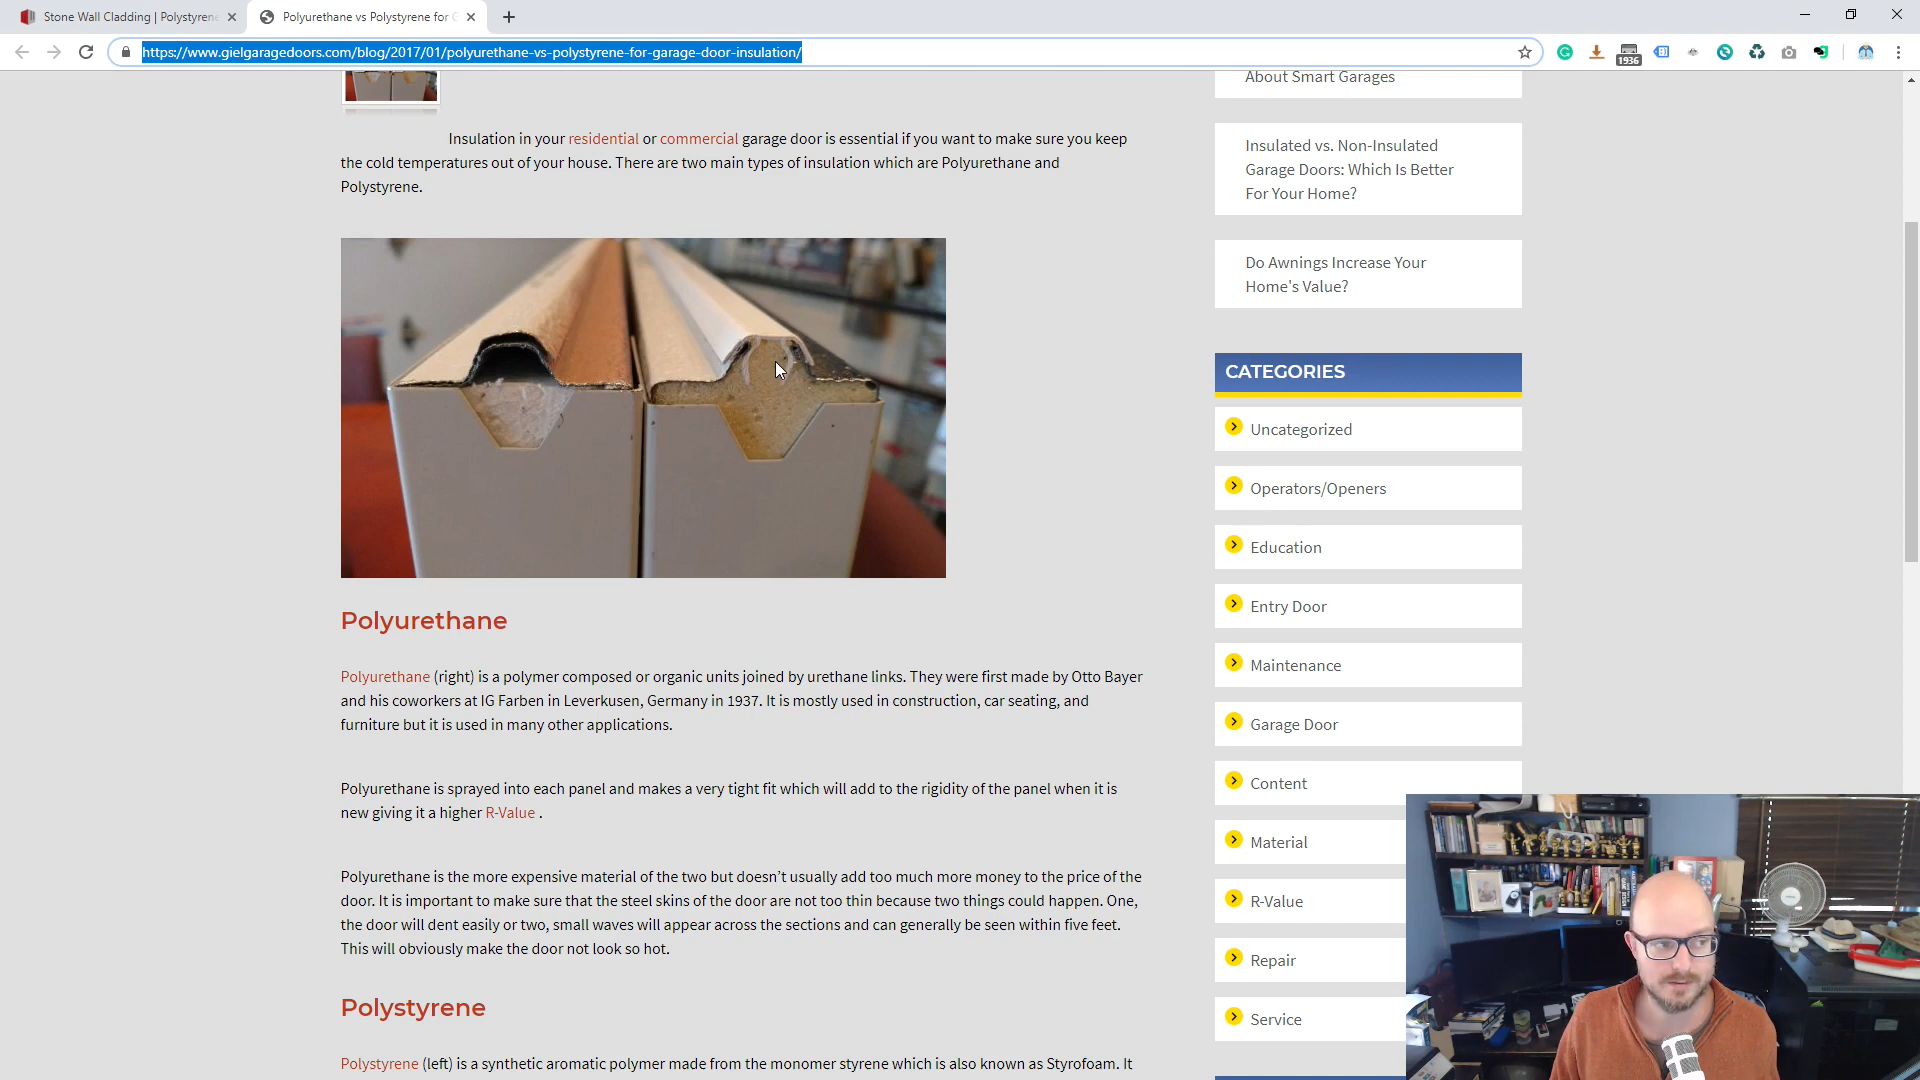 Stone Wall Cladding | Polystyrene
Polyurethane vs Polystyrene for G
https://www.gielgaragedoors.com/blog/2017/01/polyurethane-vs-polystyrene-for-garage-door-insulation/
1936
Insulation in your residential or commercial garage door is essential if you want to make sure you keep
the cold temperatures out of your house. There are two main types of insulation which are Polyurethane and
Polystyrene.
Polyurethane
Polyurethane (right) is a polymer composed or organic units joined by urethane links. They were first made by Otto Bayer
and his coworkers at IG Farben in Leverkusen, Germany in 1937. It is mostly used in construction, car seating, and
furniture but it is used in many other applications.
Polyurethane is sprayed into each panel and makes a very tight fit which will add to the rigidity of the panel when it is
new giving it a higher R-Value .
Polyurethane is the more expensive material of the two but doesn't usually add too much more money to the price of the
door. It is important to make sure that the steel skins of the door are not too thin because two things could happen. One,
the door will dent easily or two, small waves will appear across the sections and can generally be seen within five feet.
This will obviously make the door not look so hot.
Polystyrene
Polystyrene (left) is a synthetic aromatic polymer made from the monomer styrene which is also known as Styrofoam. It
About Smart Garages
Insulated vs. Non-Insulated
Garage Doors: Which Is Better
For Your Home?
Do Awnings Increase Your
Home's Value?
CATEGORIES
Uncategorized
Operators/Openers
Education
Entry Door
Maintenance
Garage Door
Content
Material
R-Value
Repair
Service